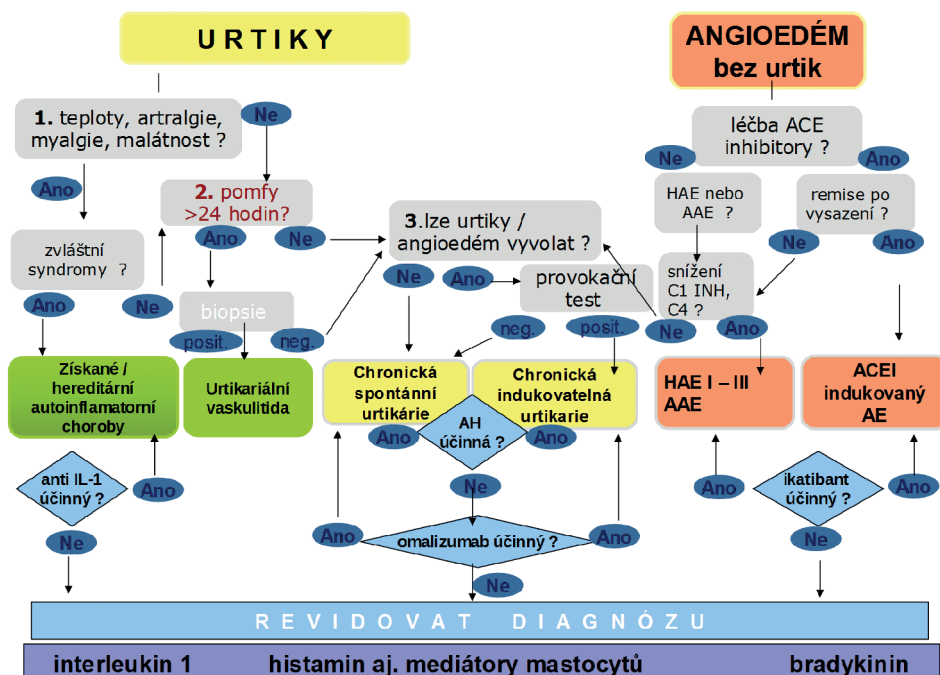 URTIKY
ANGIOEDÉM
bez urtik
1. teploty, artralgie,
myalgie, malátnost ?
Ne
Ano
léčba ACE
inhibitory ?
Ne
Ano
2. pomfy
>24 hodin?
Ano
Ne
3.lze urtiky /
angioedém vyvolat ?
Ne
Ano
HAE nebo
AAE ?
remise po
vysazení ?
Ne
Ano
zvláštní
syndromy ?
Ano
Ne
biopsie
posit.
neg.
provokační
test
neg.
posit.
snížení
C1 INH,
C4 ?
Ne
Ano
Získané /
hereditární
autoinflamatorní
choroby
Urtikariální
vaskulitida
Chronická
spontánní
urtikárie
Chronická
indukovatelná
urtikarie
HAE I – III
AAE
ACEI
indukovaný
AE
Ano
AH
účinná ?
Ano
Ne
anti IL-1
účinný ?
Ano
Ne
Ano
omalizumab účinný ?
Ano
Ne
Ano
ikatibant
účinný ?
Ano
Ne
REVIDOVAT DIAGNÓZU
interleukin 1
histamin aj. mediátory mastocytů
bradykinin